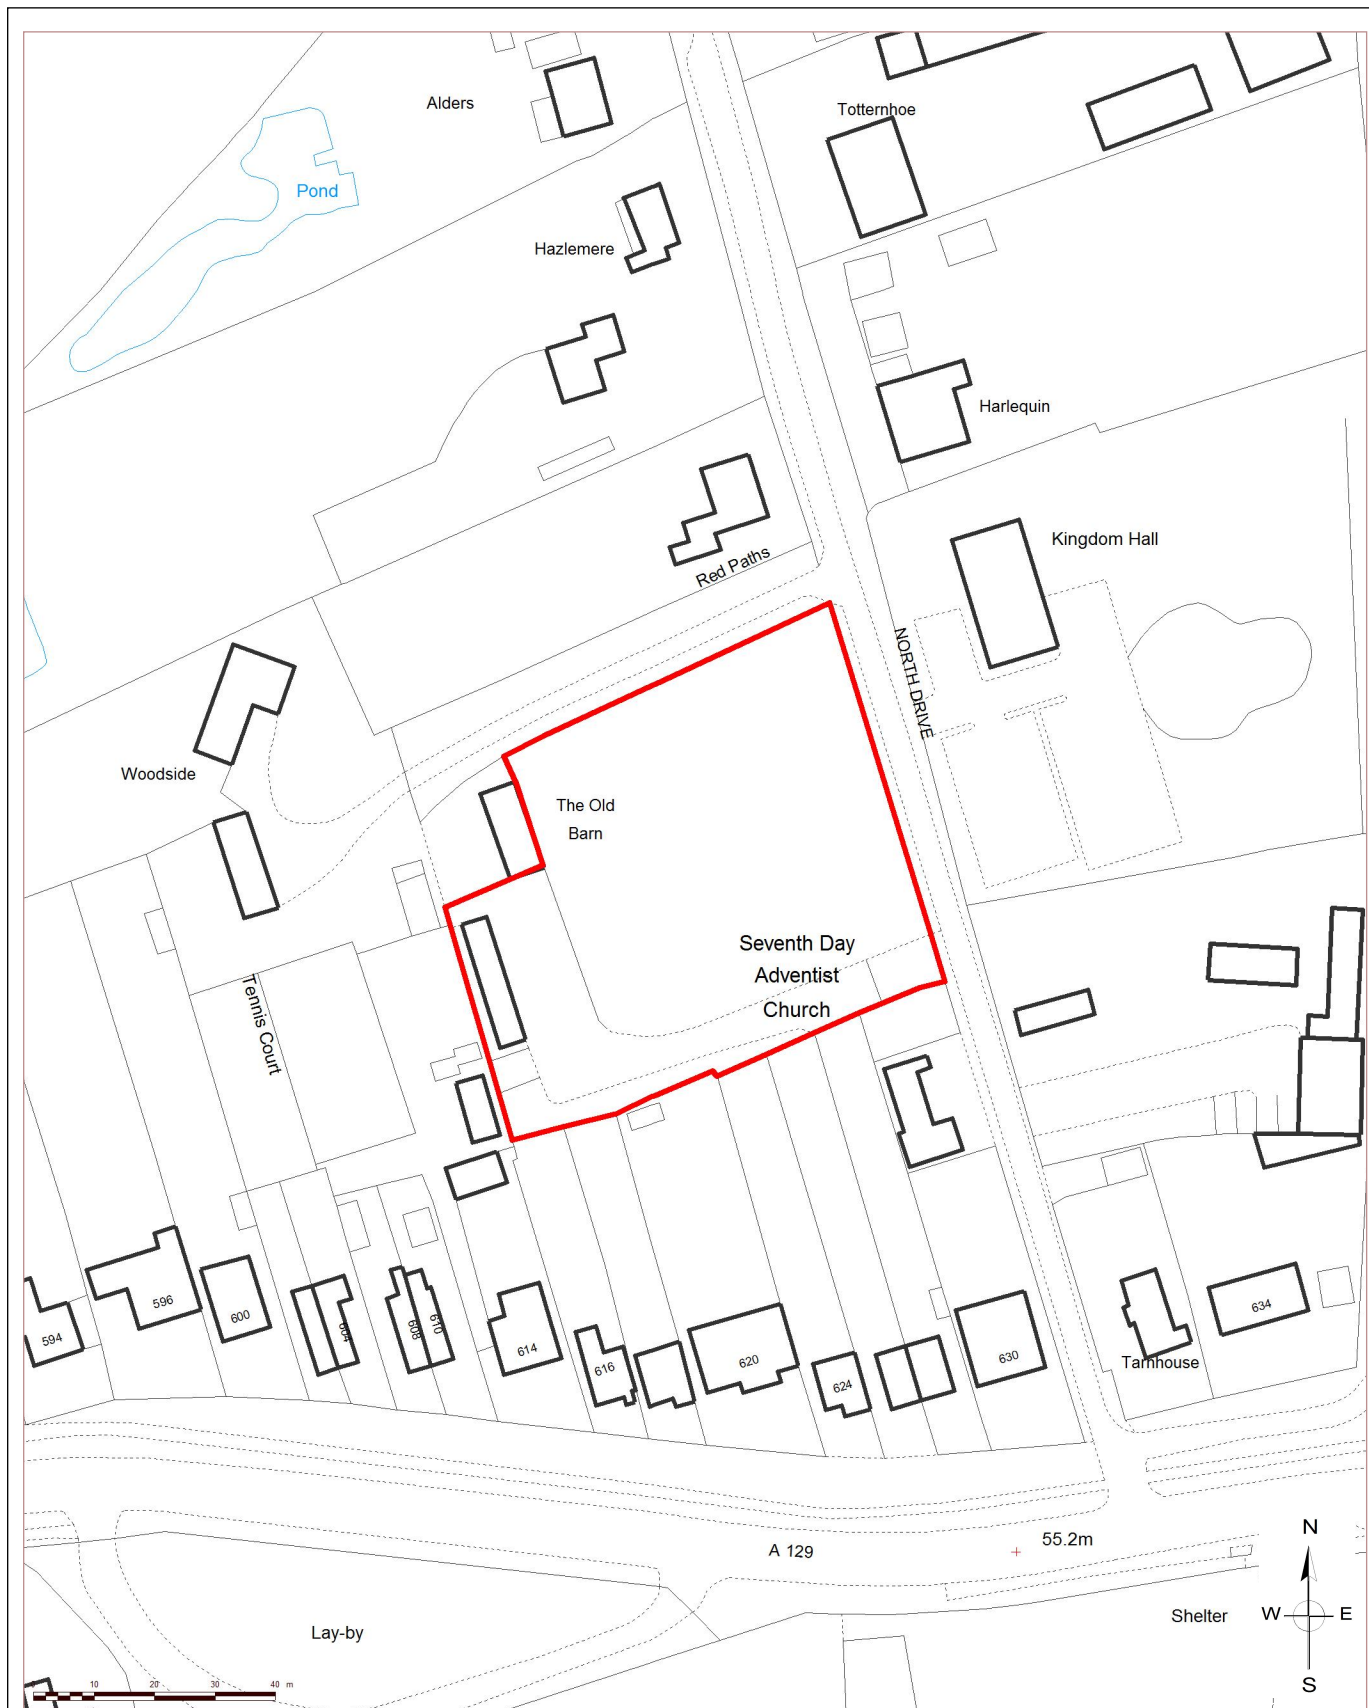 Alders
Totternhoe
Pond
Hazlemere
Harlequin
Kingdom Hall
Red Paths
NORTH DRIVE
Woodside
The Old
Barn
Seventh Day
Adventist
Church
Tennis Court
596
600
594
604
608
610
614
616
620
624
630
634
Tarnhouse
A 129
55.2m
N
W
E
S
Shelter
Lay-by
0 10 20 30 40 m